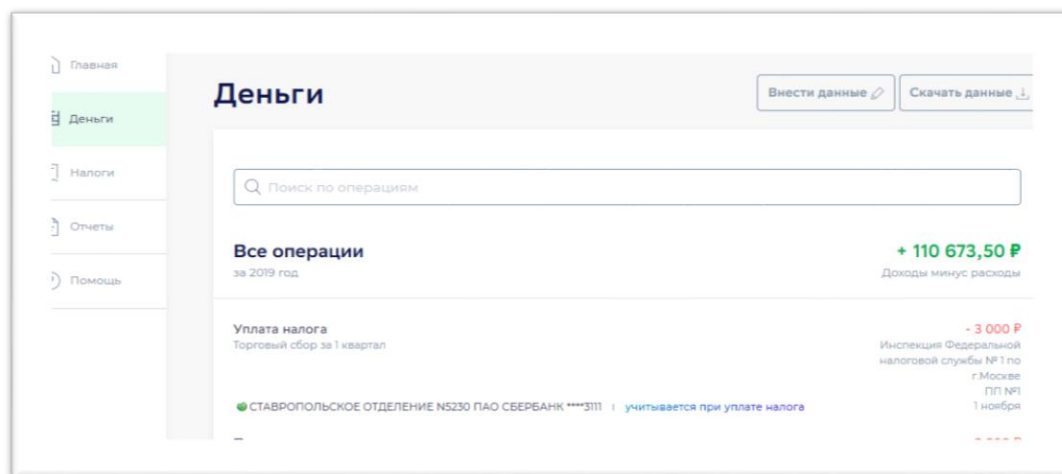 Главная
Деньги
Налоги
Отчеты
Помощь
Деньги
Внести данные
Скачать данные
Поиск по операциям
Все операции
за 2019 год
+ 110 673,50 ₽
Доходы минус расходы
Уплата налога
Торговый сбор за 1 квартал
- 3 000 ₽
Инспекция Федеральной
налоговой службы № 1 по
г.Москве
ПП №1
1 ноября
СТАВРОПОЛЬСКОЕ ОТДЕЛЕНИЕ N5230 ПАО СБЕРБАНК ****3111 | учитывается при уплате налога